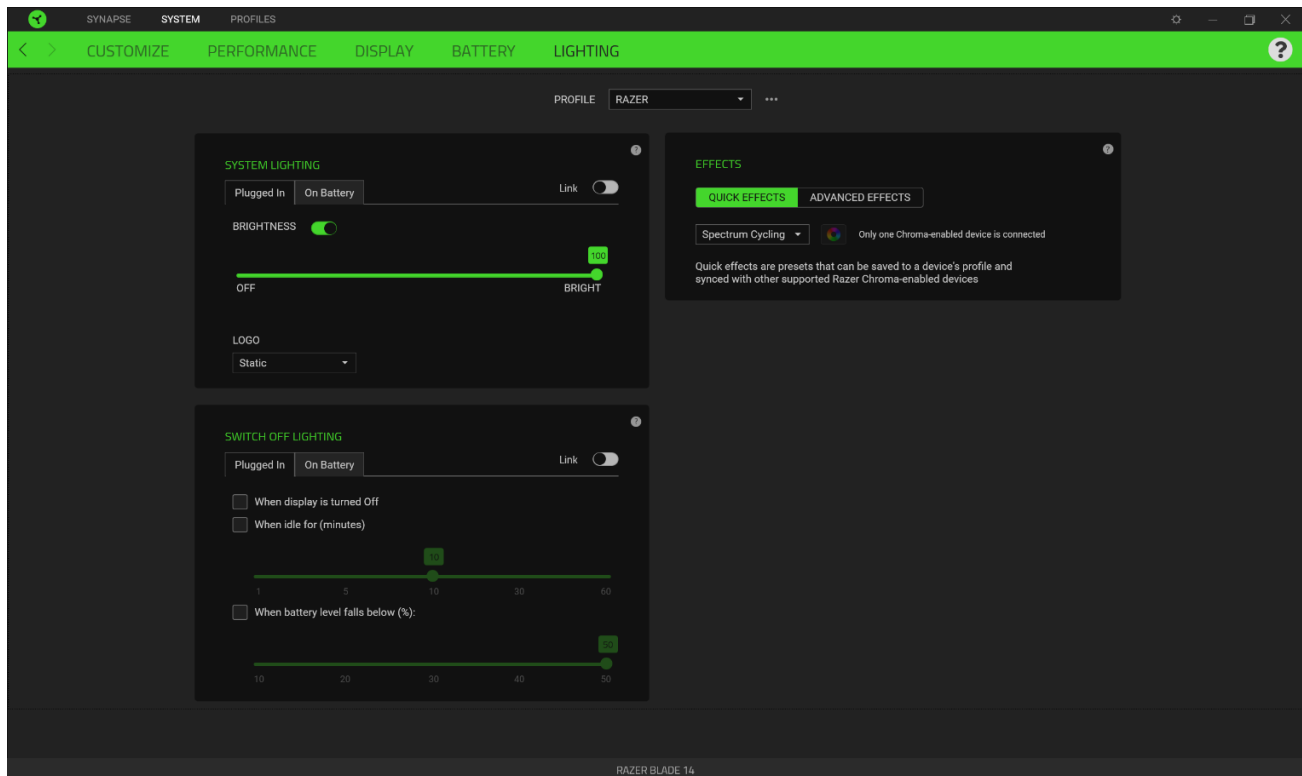 SYNAPSE SYSTEM PROFILES
CUSTOMIZE PERFORMANCE DISPLAY BATTERY LIGHTING ?
PROFILE RAZER
SYSTEM LIGHTING
Plugged In On Battery Link
BRIGHTNESS
100
OFF BRIGHT
LOGO
Static
EFFECTS
QUICK EFFECTS ADVANCED EFFECTS
Spectrum Cycling Only one Chroma-enabled device is connected
Quick effects are presets that can be saved to a device's profile and
synced with other supported Razer Chroma-enabled devices
SWITCH OFF LIGHTING
Plugged In On Battery Link
When display is turned Off
When idle for (minutes)
10
1 5 10 30 60
When battery level falls below (%):
50
10 20 30 40 50
RAZER BLADE 14